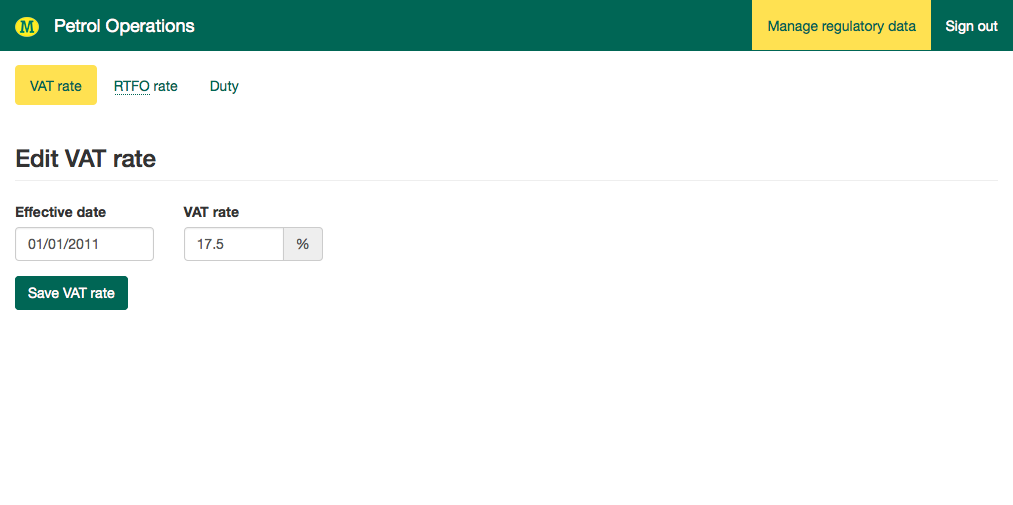 M Petrol Operations Manage regulatory data Sign out
VAT rate RTFO rate Duty
Edit VAT rate
Effective date VAT rate
01/01/2011 17.5 %
Save VAT rate